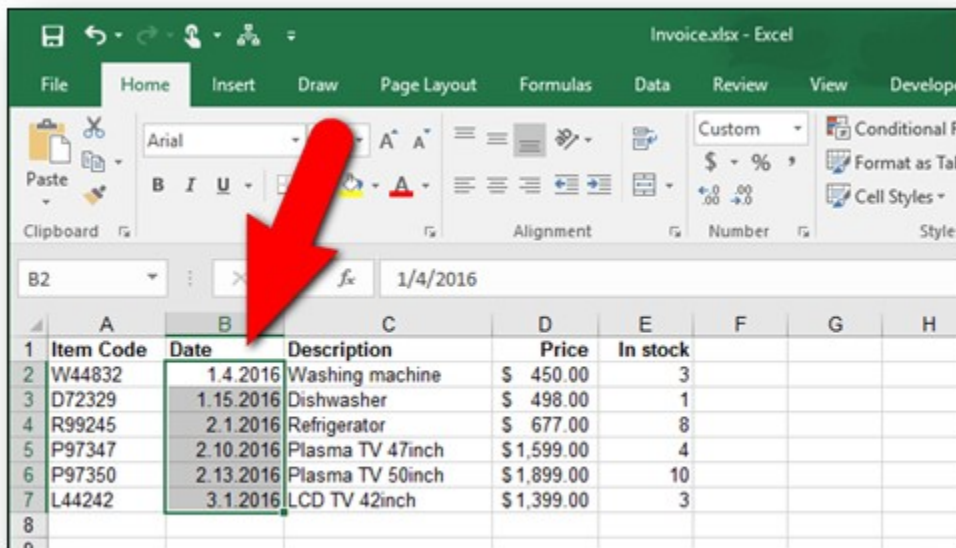 Invoice.xlsx - Excel
File Home Insert Draw Page Layout Formulas Data Review View Develope
Arial A A Custom Conditional F
Paste B I U A $ % , Format as Tal
.00 .00 Cell Styles
.00 .0
Clipboard Alignment Number Style
B2 fx 1/4/2016
A B C D E F G H
1 Item Code Date Description Price In stock
2 W44832 1.4.2016 Washing machine $ 450.00 3
3 D72329 1.15.2016 Dishwasher $ 498.00 1
4 R99245 2.1.2016 Refrigerator $ 677.00 8
5 P97347 2.10.2016 Plasma TV 47inch $1,599.00 4
6 P97350 2.13.2016 Plasma TV 50inch $1,899.00 10
7 L44242 3.1.2016 LCD TV 42inch $1,399.00 3
8